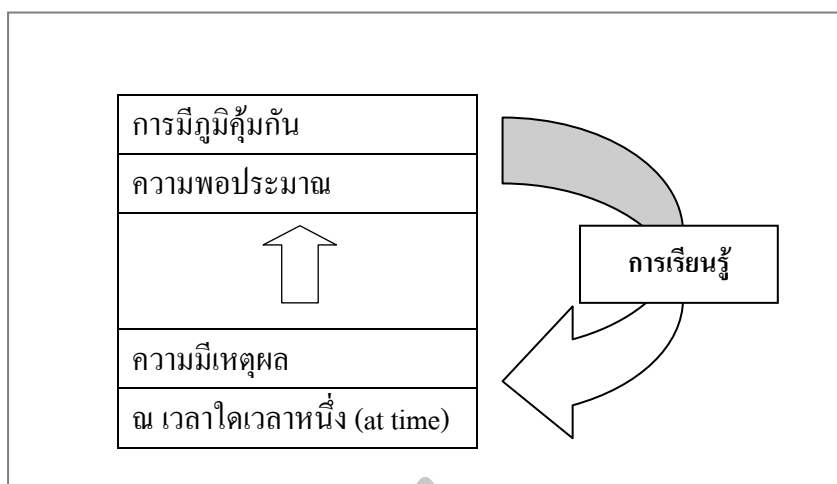 การมีภูมิคุ้มกัน
ความพอประมาณ
การเรียนรู้
ความมีเหตุผล
ณ เวลาใดเวลาหนึ่ง (at time)